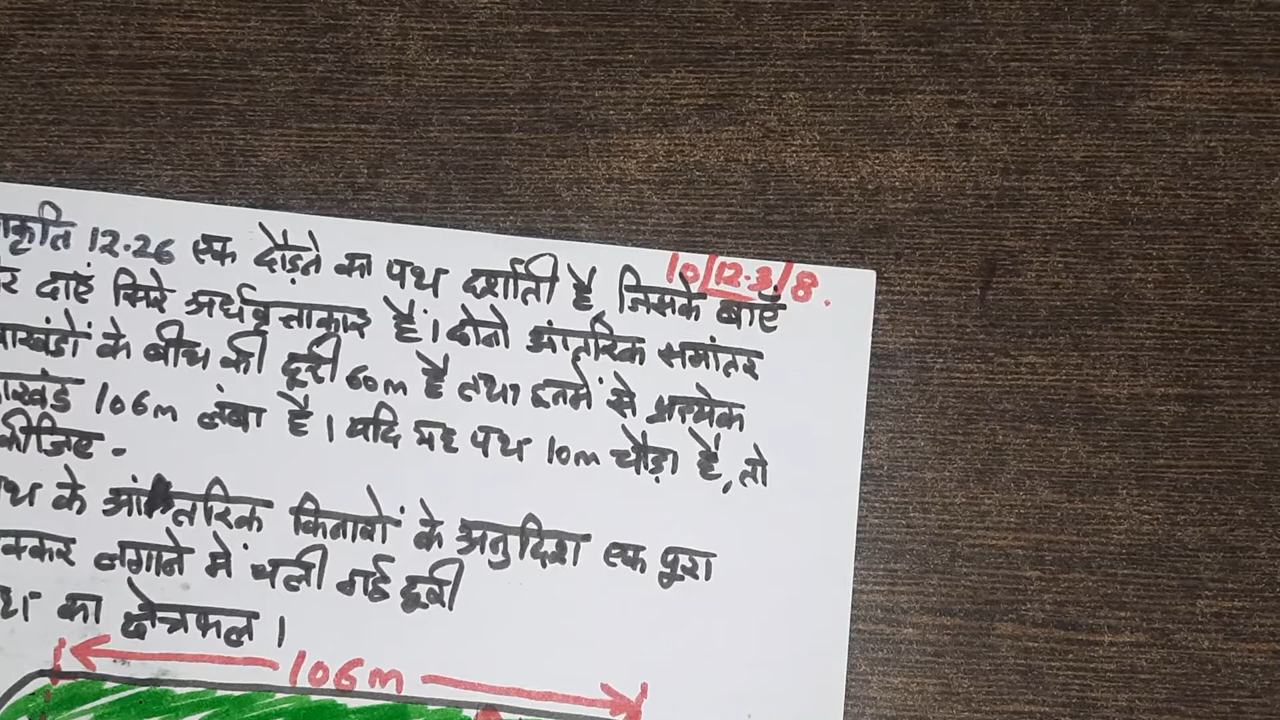 10/12.3/8.
कृति 12.26 एक दौड़ने का पथ दर्शाती है जिसके बाएँ
दाएं सिरे अर्धवृत्ताकार हैं। दोनो आंतरिक समांतर
के बीच की दूरी 60m है तथा इनमें से प्रत्येक
106m लंबा है। यदि यह पथ 10m चौड़ा है, तो
कीजिए -
के आंतरिक किनारों के अनुदिश एक पूरा
क्कर लगाने में चली गई दूरी
का क्षेत्रफल।
106m